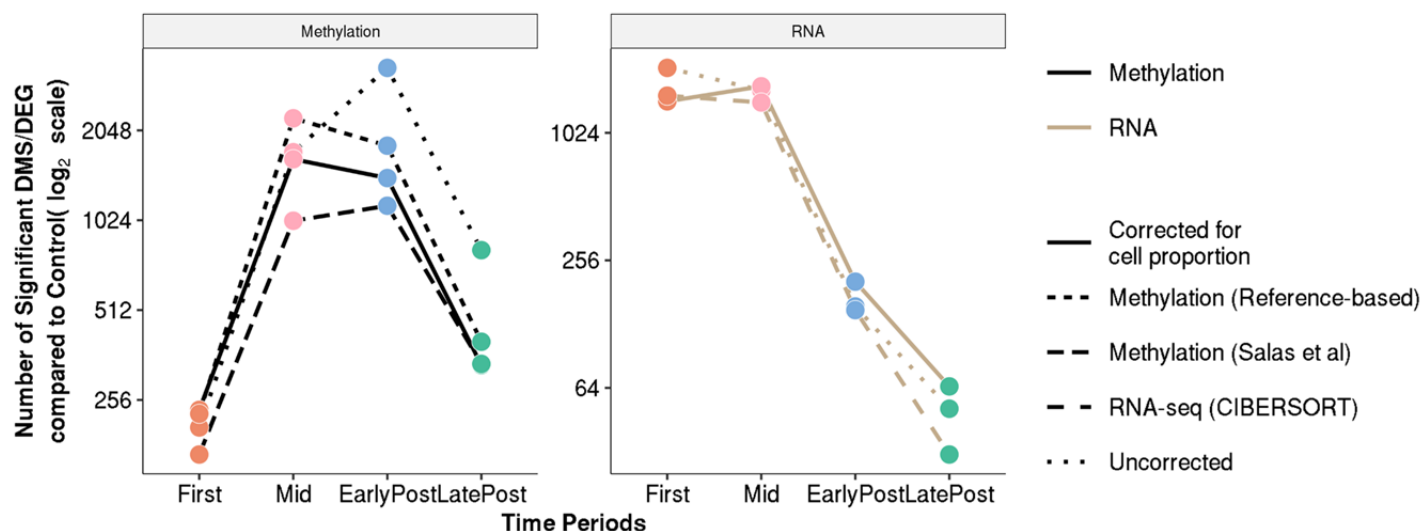 Methylation
RNA
Number of Significant DMS/DEG
compared to Control( log2 scale)
2048
1024
512
256
1024
256
64
First Mid EarlyPost LatePost
First Mid EarlyPost LatePost
Time Periods
Methylation
RNA
Corrected for
cell proportion
Methylation (Reference-based)
Methylation (Salas et al)
RNA-seq (CIBERSORT)
Uncorrected